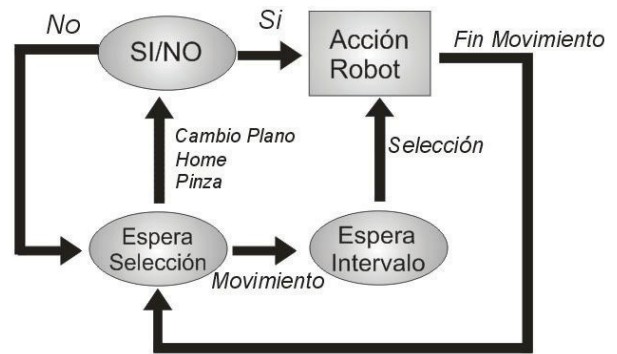 No
SI/NO
Si
Acción
Robot
Fin Movimiento
Cambio Plano
Home
Pinza
Selección
Espera
Selección
Movimiento
Espera
Intervalo